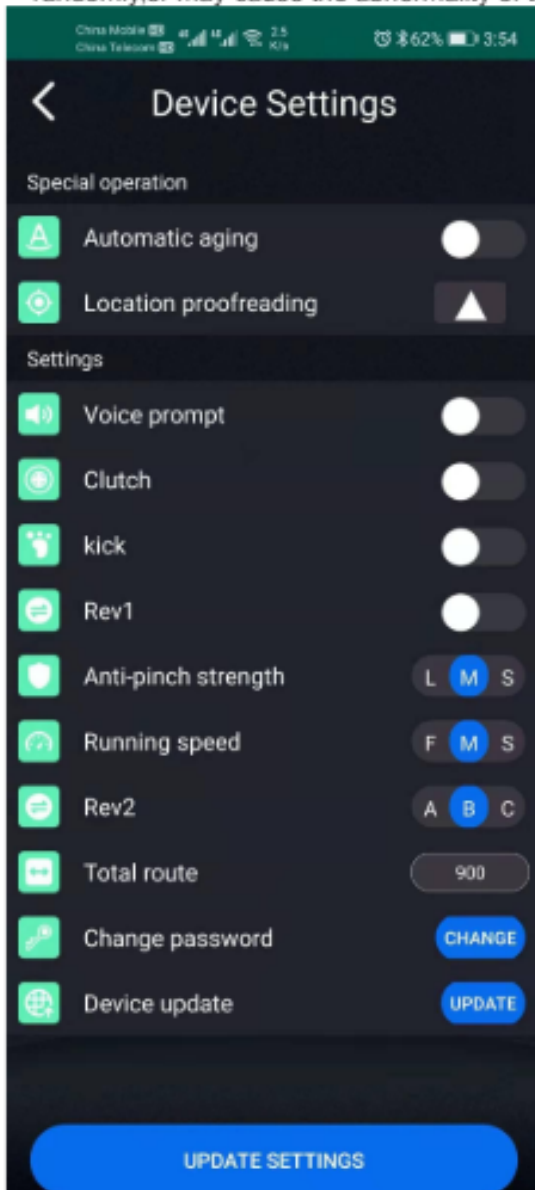 China Mobile HD
2.5
China Telecom HD
K/s
62%
3:54
Device Settings
Special operation
Automatic aging
Location proofreading
Settings
Voice prompt
Clutch
kick
Rev1
Anti-pinch strength L M S
Running speed F M S
Rev2 A B C
Total route 900
Change password CHANGE
Device update UPDATE
UPDATE SETTINGS